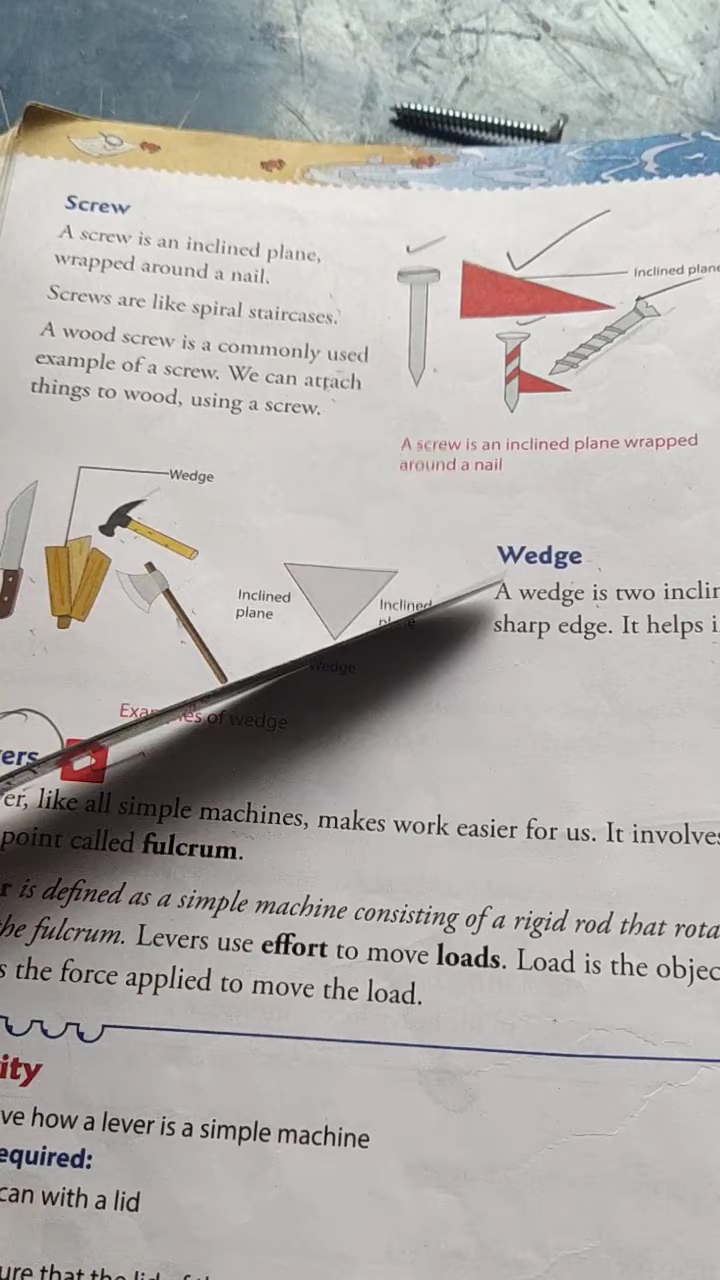 Screw
A screw is an inclined plane,
wrapped around a nail.
Screws are like spiral staircases.
A wood screw is a commonly used
example of a screw. We can attach
things to wood, using a screw.
Inclined plane
A screw is an inclined plane wrapped
around a nail
Wedge
Inclined
plane
Inclined
Wedge
Examples of wedge
Wedge
A wedge is two
sharp edge. It helps
er, like all simple machines, makes work easier for us. It involves
point called fulcrum.
is defined as a simple machine consisting of a rigid rod that
the fulcrum. Levers use effort to move loads. Load is the
the force applied to move the load.
ity
ve how a lever is a simple machine
equired:
can with a lid
that the lid